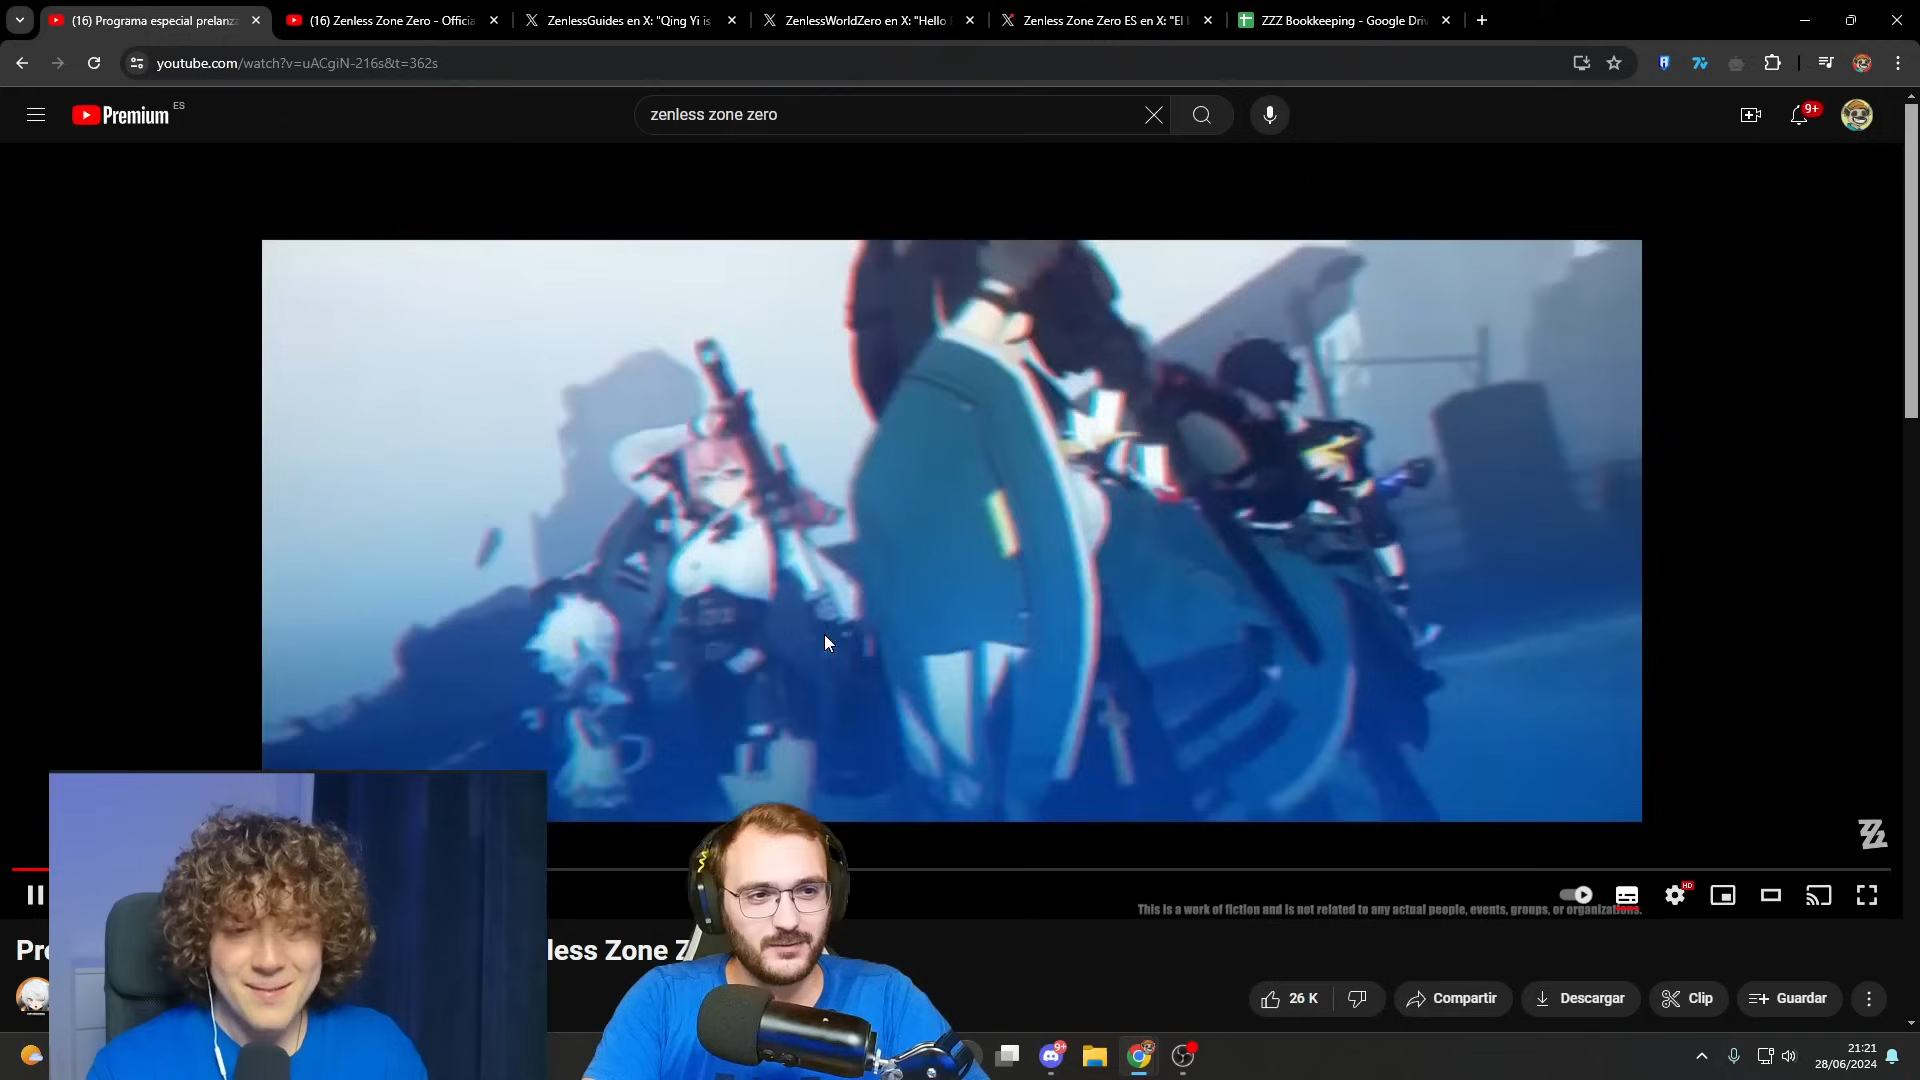 (16) Programa especial prelanz
(16) Zenless Zone Zero - Officia
ZenlessGuides en X: "Qing Yi is
ZenlessWorldZero en X: "Hello
Zenless Zone Zero ES en X: "El
ZZZ Bookkeeping - Google Driv
youtube.com/watch?v=uACgiN-216s&t=362s
Premium
ES
zenless zone zero
9+
HD
This is a work of fiction and is not related to any actual people, events, groups, or organizations.
less Zone Z
26 K
Compartir
Descargar
Clip
Guardar
9+
21:21
28/06/2024